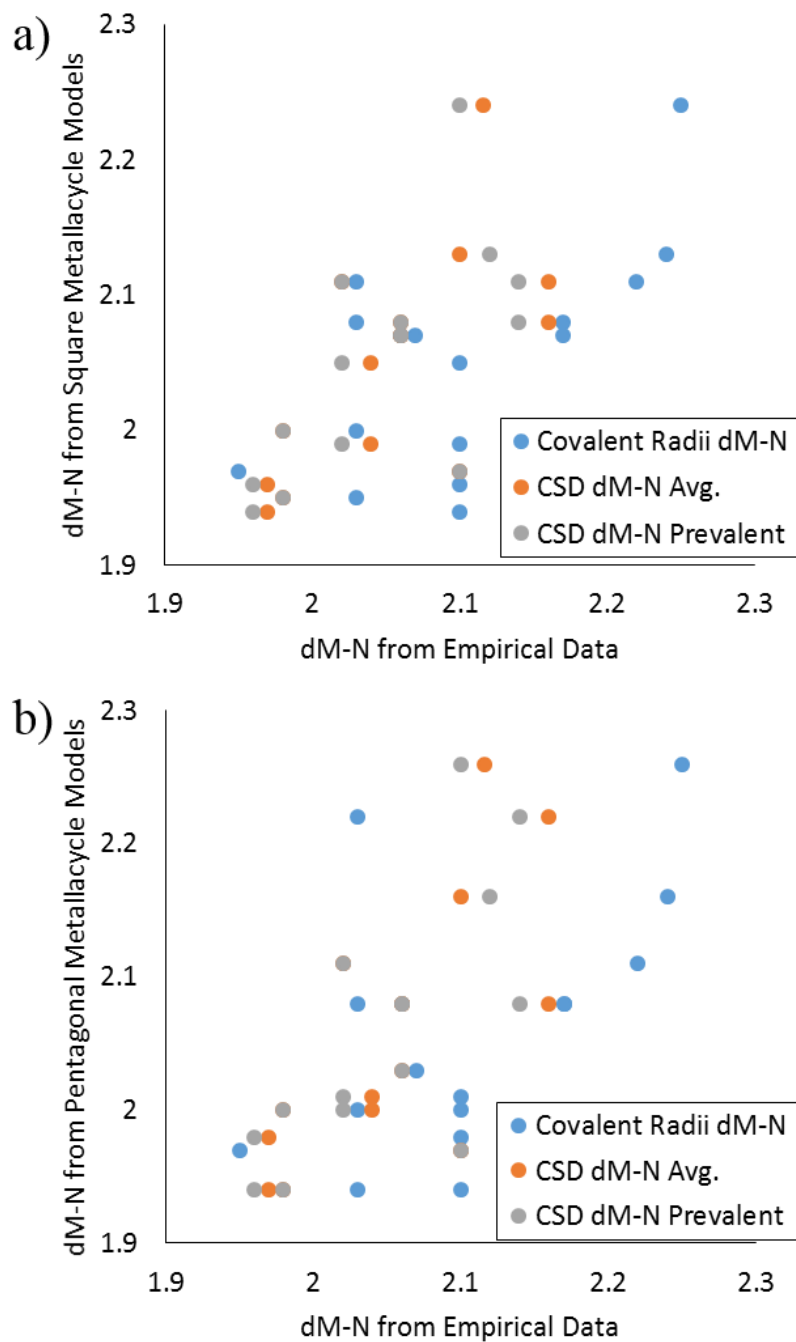 a)
dM-N from Square Metallacycle Models
2.3
2.2
2.1
2
1.9
Covalent Radii dM-N
CSD dM-N Avg.
CSD dM-N Prevalent
1.9 2 2.1 2.2 2.3
dM-N from Empirical Data
b)
dM-N from Pentagonal Metallacycle Models
2.3
2.2
2.1
2
1.9
Covalent Radii dM-N
CSD dM-N Avg.
CSD dM-N Prevalent
1.9 2 2.1 2.2 2.3
dM-N from Empirical Data